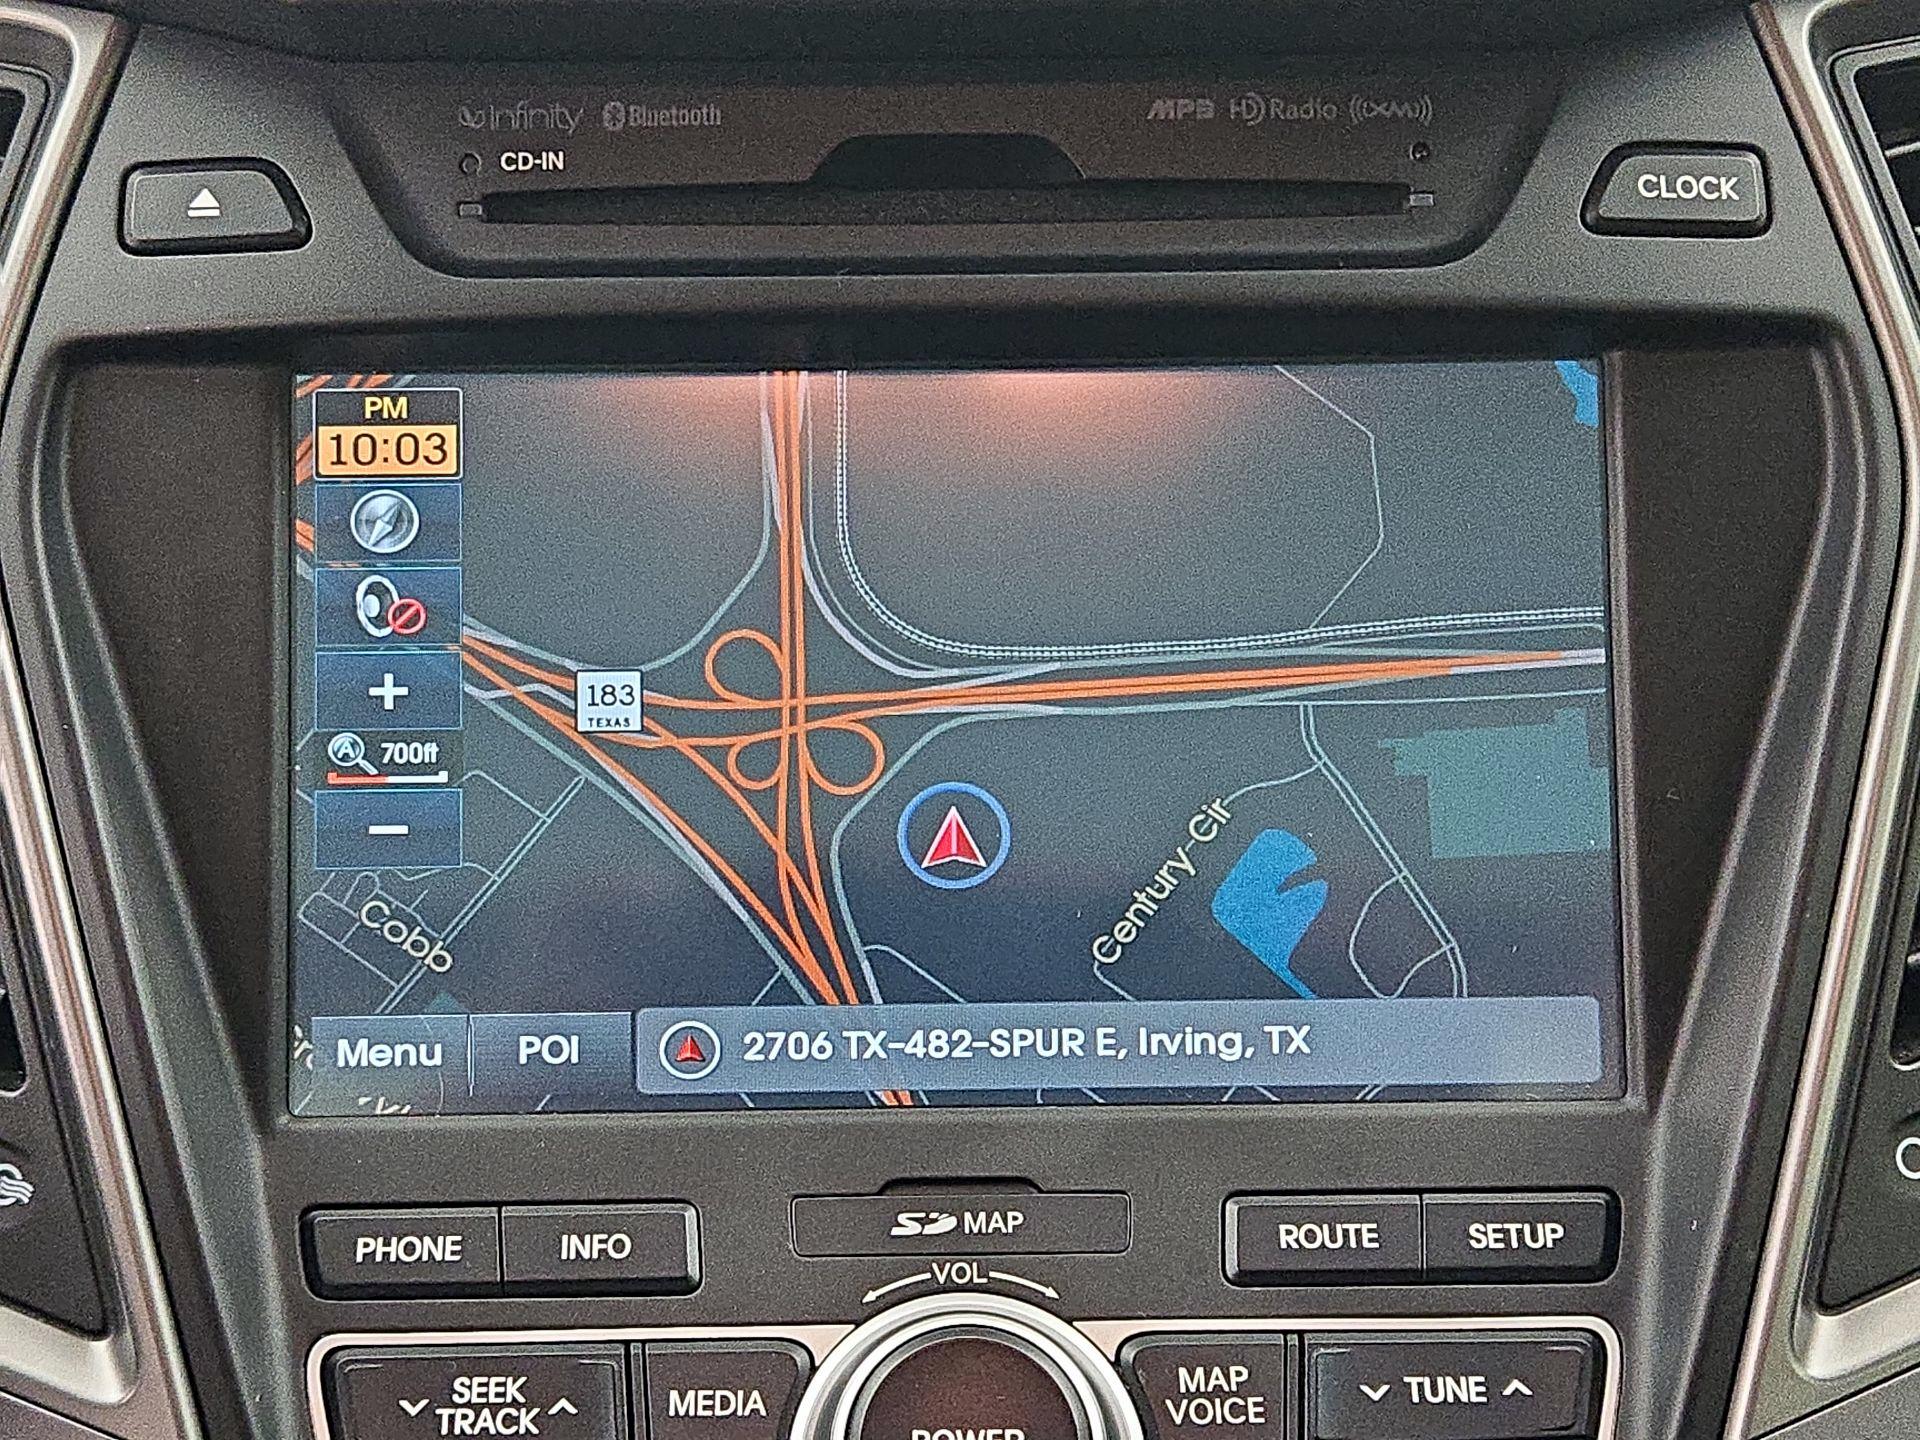 infinity Bluetooth
MP3 HD Radio ((XM))
CD-IN
CLOCK
PM
10:03
183
TEXAS
A 700ft
Century-Cir
Cobb
Menu POI 2706 TX-482-SPUR E, Irving, TX
PHONE INFO SD MAP ROUTE SETUP
VOL
SEEK
TRACK
MEDIA
MAP
VOICE
TUNE
POWER